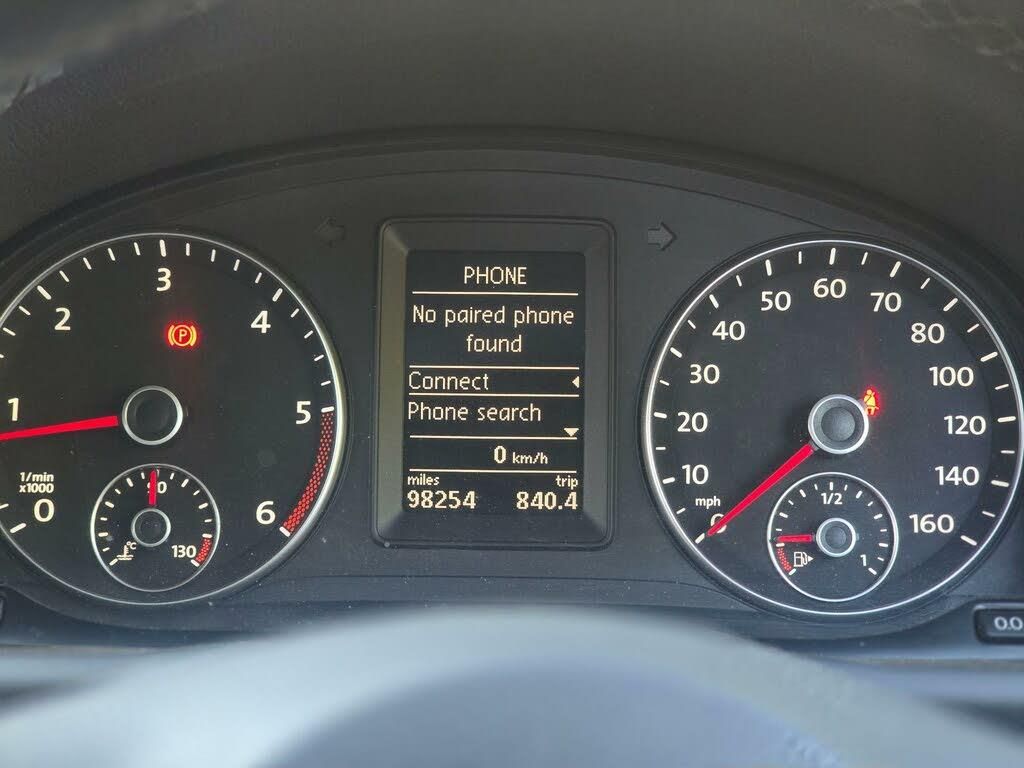 3
2
4
1
5
1/min
x1000
0
6
130
°C
(P)
PHONE
No paired phone
found
Connect
Phone search
0 km/h
miles trip
98254 840.4
60
50
70
40
80
30
100
20
120
10
140
mph
0
160
1/2
1
0.0